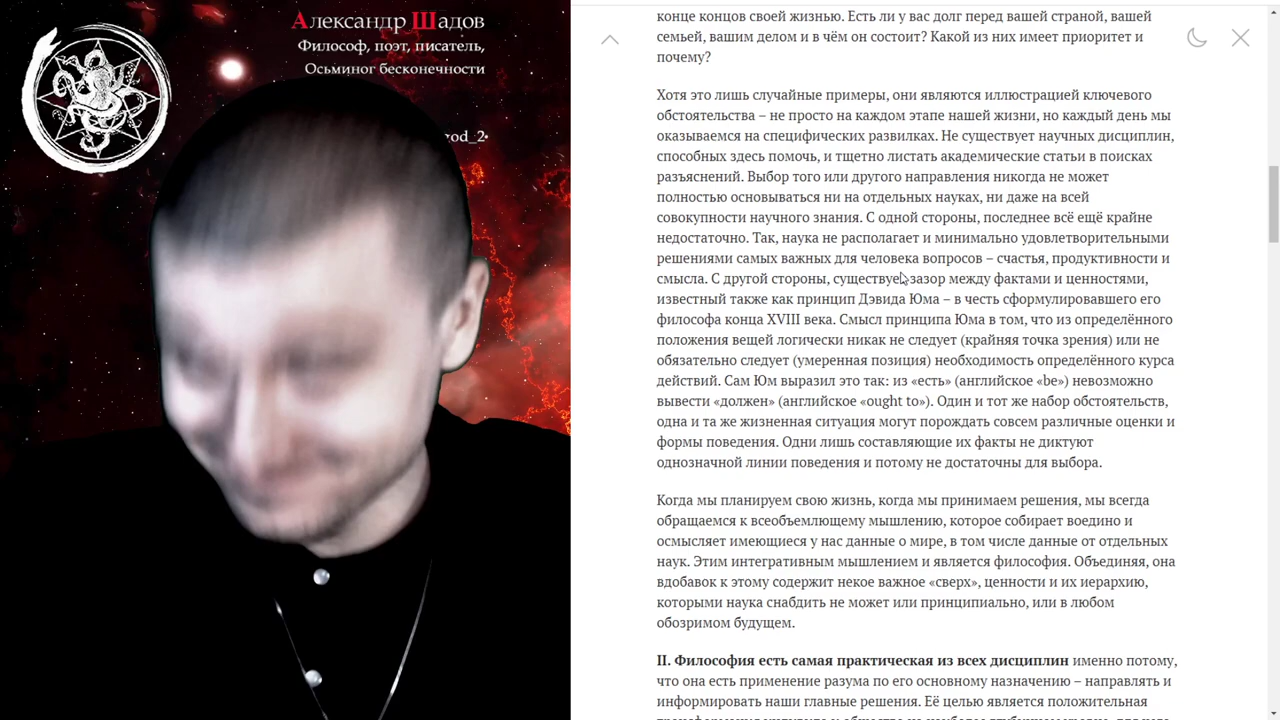 Александр Шадов
Философ, поэт, писатель,
Осьминог бесконечности
god_2
конце концов своей жизнью. Есть ли у вас долг перед вашей страной, вашей
семьей, вашим делом и в чём он состоит? Какой из них имеет приоритет и
почему?
Хотя это лишь случайные примеры, они являются иллюстрацией ключевого
обстоятельства – не просто на каждом этапе нашей жизни, но каждый день мы
оказываемся на специфических развилках. Не существует научных дисциплин,
способных здесь помочь, и тщетно листать академические статьи в поисках
разъяснений. Выбор того или другого направления никогда не может
полностью основываться ни на отдельных науках, ни даже на всей
совокупности научного знания. С одной стороны, последнее всё ещё крайне
недостаточно. Так, наука не располагает и минимально удовлетворительными
решениями самых важных для человека вопросов – счастья, продуктивности и
смысла. С другой стороны, существует зазор между фактами и ценностями,
известный также как принцип Дэвида Юма – в честь сформулировавшего его
философа конца XVIII века. Смысл принципа Юма в том, что из определённого
положения вещей логически никак не следует (крайняя точка зрения) или не
обязательно следует (умеренная позиция) необходимость определённого курса
действий. Сам Юм выразил это так: из «есть» (английское «be») невозможно
вывести «должен» (английское «ought to»). Один и тот же набор обстоятельств,
одна и та же жизненная ситуация могут порождать совсем различные оценки и
формы поведения. Одни лишь составляющие их факты не диктуют
однозначной линии поведения и потому не достаточны для выбора.
Когда мы планируем свою жизнь, когда мы принимаем решения, мы всегда
обращаемся к всеобъемлющему мышлению, которое собирает воедино и
осмысляет имеющиеся у нас данные о мире, в том числе данные от отдельных
наук. Этим интегративным мышлением и является философия. Объединяя, она
вдобавок к этому содержит некое важное «сверх», ценности и их иерархию,
которыми наука снабдить не может или принципиально, или в любом
обозримом будущем.
II. Философия есть самая практическая из всех дисциплин именно потому,
что она есть применение разума по его основному назначению – направлять и
информировать наши главные решения. Её целью является положительная